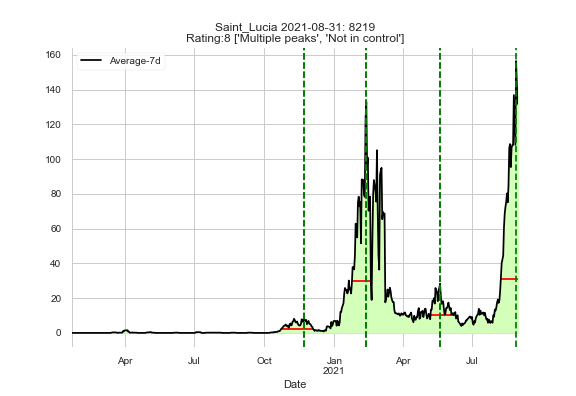 Saint_Lucia 2021-08-31: 8219
Rating:8 ['Multiple peaks', 'Not in control']
Average-7d
160
140
120
100
80
60
40
20
0
Apr Jul Oct Jan Apr Jul
2021
Date